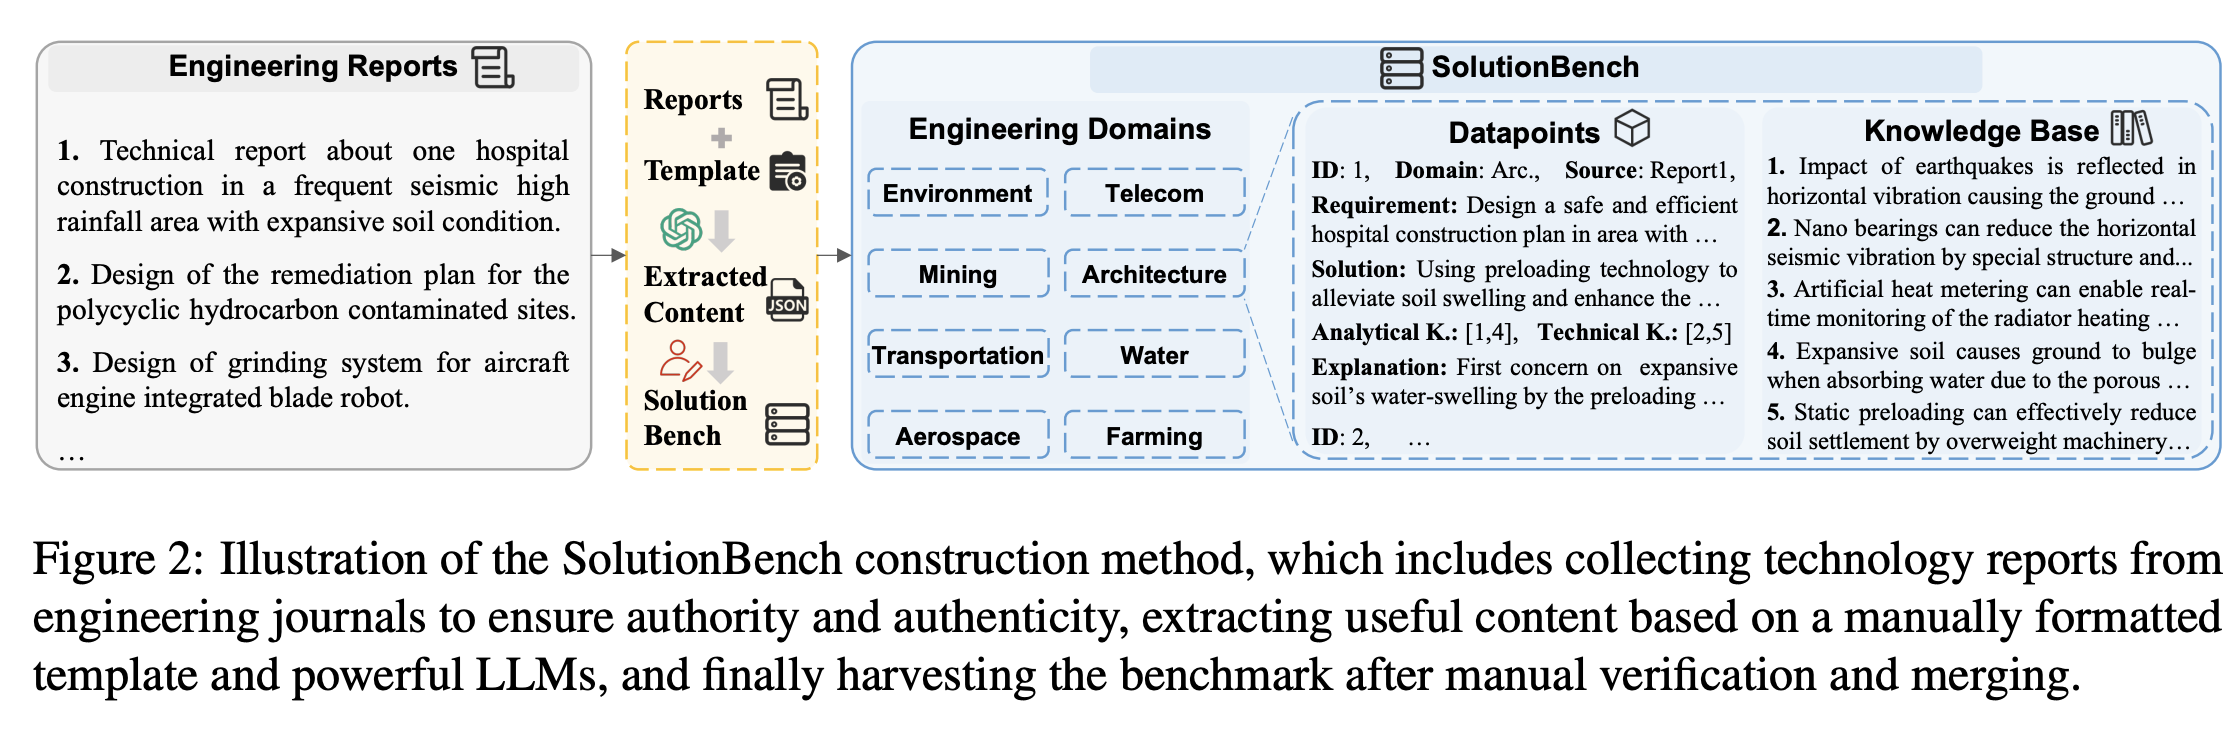 Engineering Reports
1. Technical report about one hospital
construction in a frequent seismic high
rainfall area with expansive soil condition.
2. Design of the remediation plan for the
polycyclic hydrocarbon contaminated sites.
3. Design of grinding system for aircraft
engine integrated blade robot.
…
Reports
+
Template
Extracted
Content
JSON
Solution
Bench
SolutionBench
Engineering Domains
Environment
Telecom
Mining
Architecture
Transportation
Water
Aerospace
Farming
Datapoints
ID: 1, Domain: Arc., Source: Report1,
Requirement: Design a safe and efficient
hospital construction plan in area with …
Solution: Using preloading technology to
alleviate soil swelling and enhance the …
Analytical K.: [1,4], Technical K.: [2,5]
Explanation: First concern on expansive
soil’s water-swelling by the preloading …
ID: 2, …
Knowledge Base
1. Impact of earthquakes is reflected in
horizontal vibration causing the ground …
2. Nano bearings can reduce the horizontal
seismic vibration by special structure and...
3. Artificial heat metering can enable real-
time monitoring of the radiator heating …
4. Expansive soil causes ground to bulge
when absorbing water due to the porous …
5. Static preloading can effectively reduce
soil settlement by overweight machinery…
Figure 2: Illustration of the SolutionBench construction method, which includes collecting technology reports from
engineering journals to ensure authority and authenticity, extracting useful content based on a manually formatted
template and powerful LLMs, and finally harvesting the benchmark after manual verification and merging.